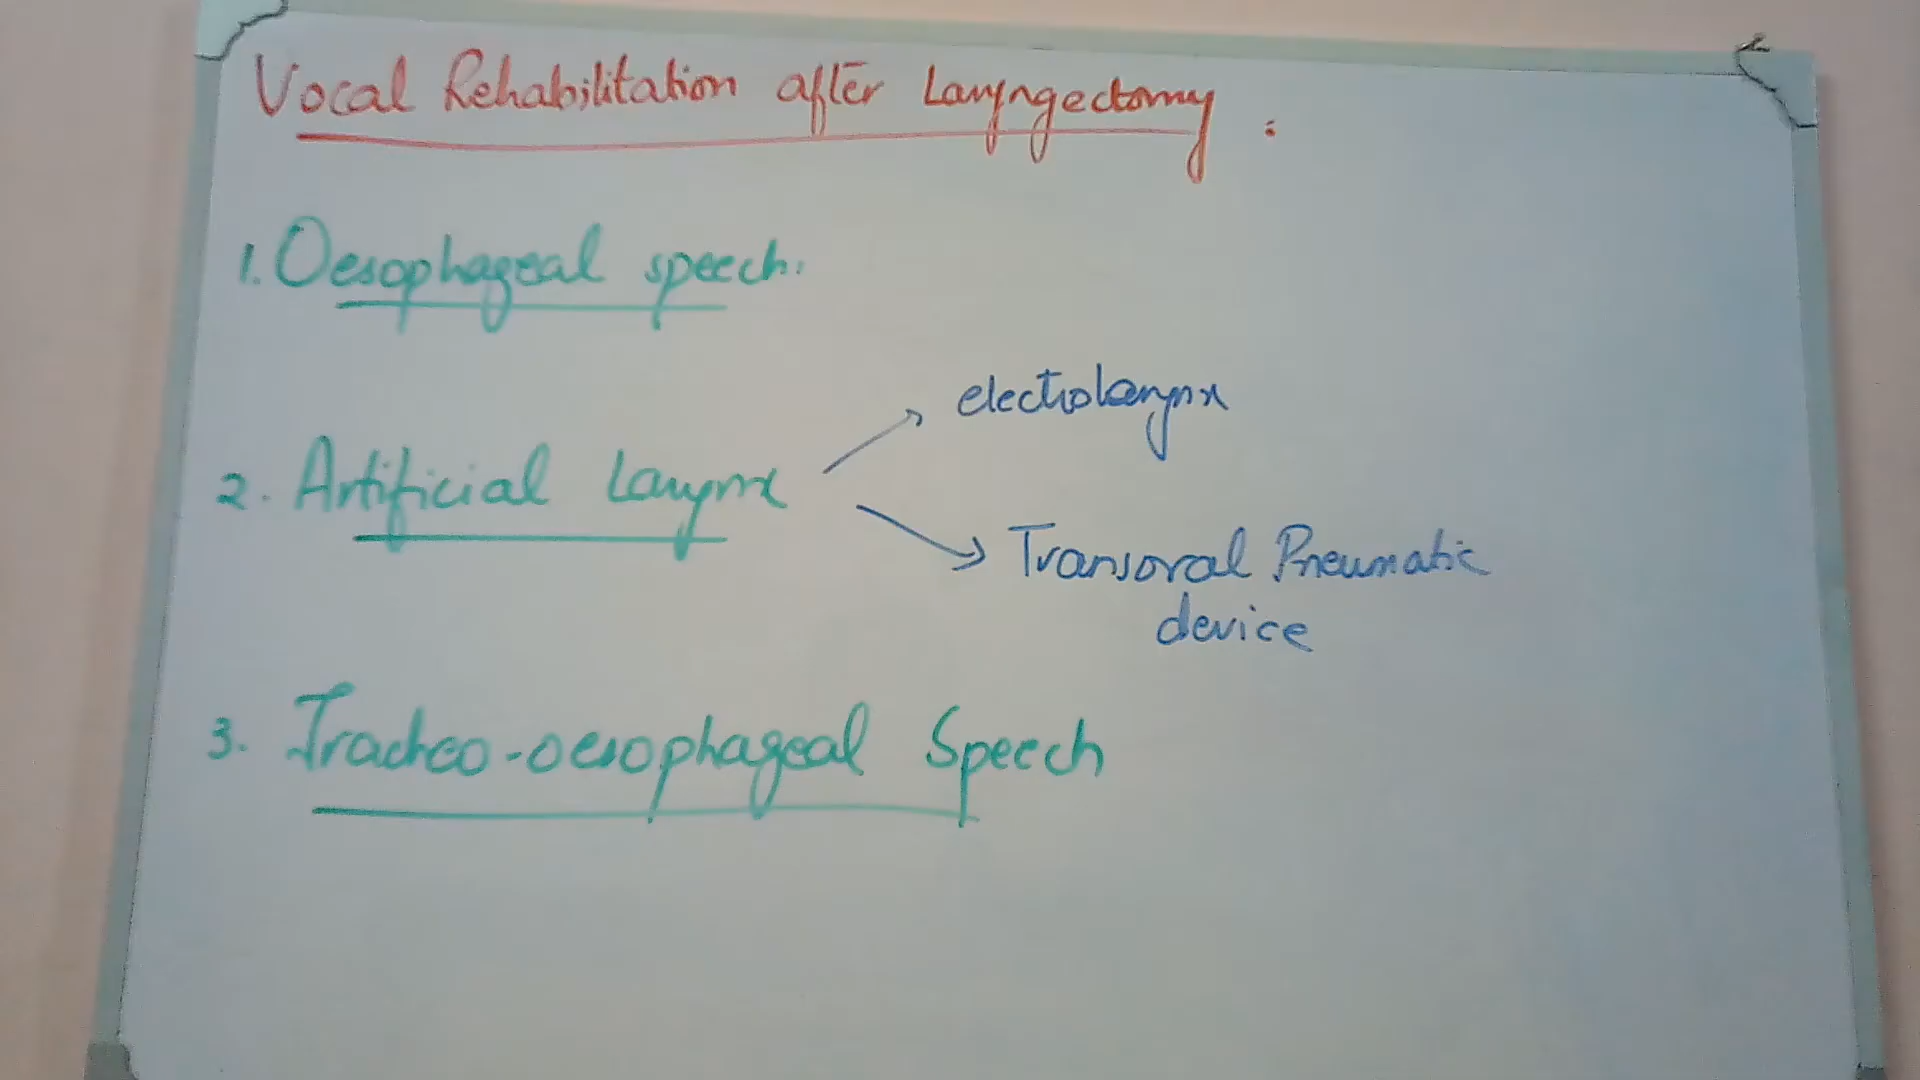 Vocal Rehabilitation after Laryngectomy :
1. Oesophageal speech.
electrolarynx
2. Artificial Larynx
Transoral Pneumatic
device
3. Tracheo-oesophageal Speech